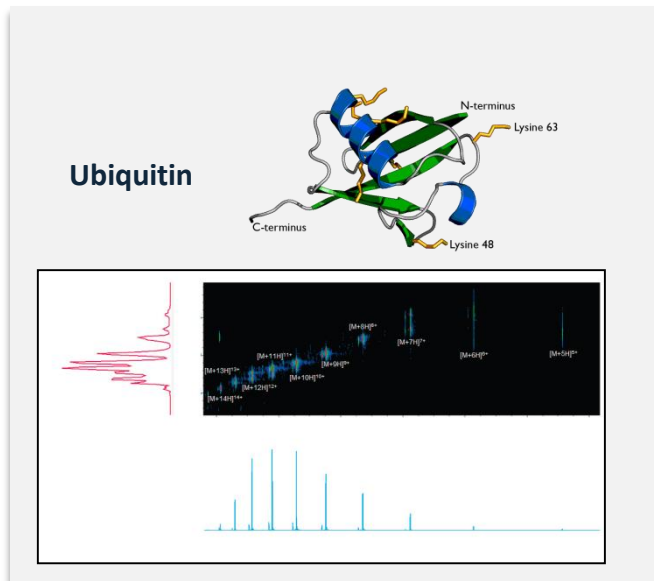 N-terminus
Lysine 63
Ubiquitin
C-terminus
Lysine 48
[M+8H]⁸⁺
[M+7H]⁷⁺
[M+6H]⁶⁺
[M+5H]⁵⁺
[M+11H]¹¹⁺
[M+9H]⁹⁺
[M+13H]¹³⁺
[M+10H]¹⁰⁺
[M+12H]¹²⁺
[M+14H]¹⁴⁺